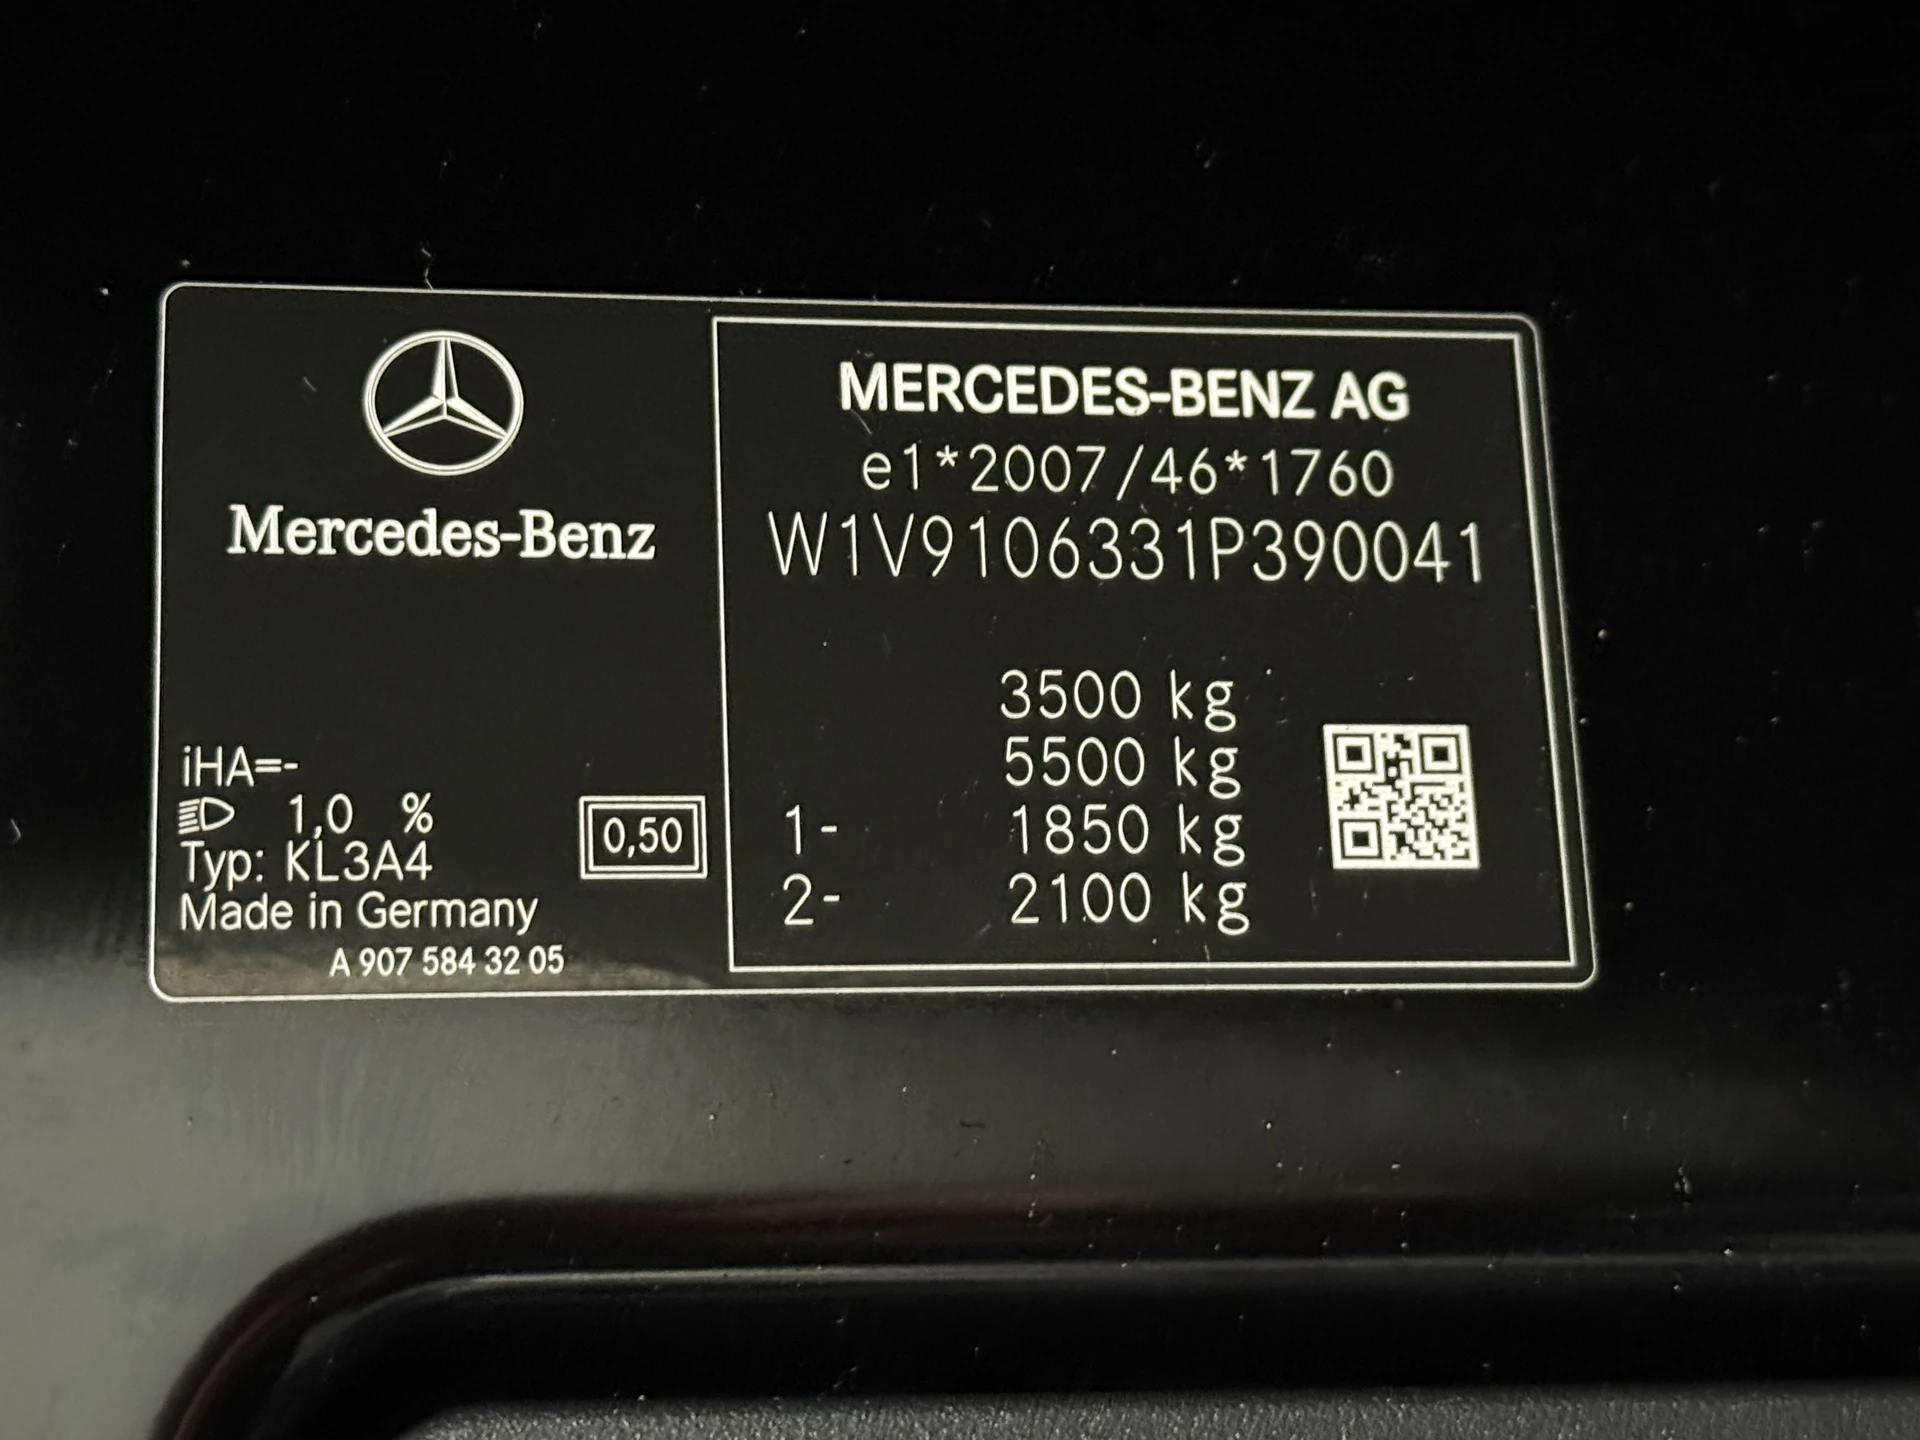 Mercedes-Benz
iHA=-
1,0 %
Typ: KL3A4
Made in Germany
A 907 584 32 05
0,50
MERCEDES-BENZ AG
e1*2007/46*1760
W1V9106331P390041
3500 kg
5500 kg
1- 1850 kg
2- 2100 kg